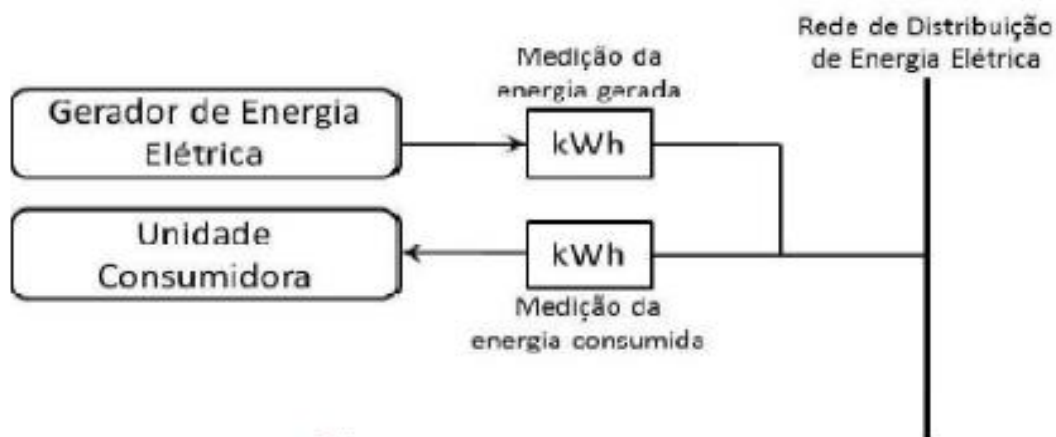 Rede de Distribuição
de Energia Elétrica
Medição da
energia gerada
Gerador de Energia
Elétrica
kWh
Unidade
Consumidora
kWh
Medição da
energia consumida